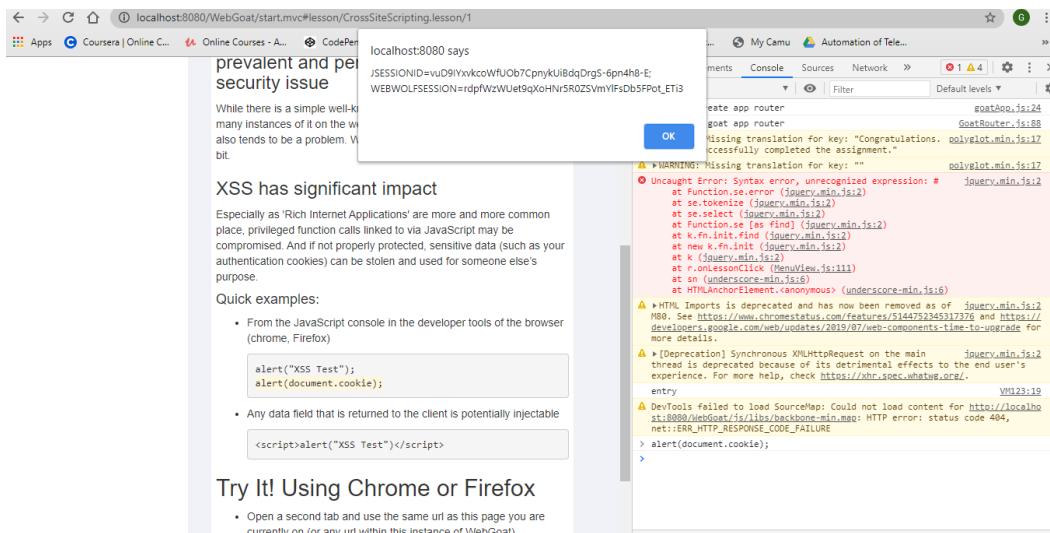 localhost:8080/WebGoat/start.mvc#lesson/CrossSiteScripting.lesson/1
G
Apps
Coursera | Online C...
Online Courses - A...
CodePen
My Camu
Automation of Tele...
»
localhost:8080 says
JSESSIONID=vuD9IYxvkcoWfUOb7CpnykUiBdqDrgS-6pn4h8-E;
WEBWOLFSESSION=rdpfWzWUet9qXoHNr5R0ZSVmYlFsDb5FPot_ETi3
OK
prevalent and
security issue
While there is a simple well-
many instances of it on the
also tends to be a problem.
bit.
XSS has significant impact
Especially as 'Rich Internet Applications' are more and more common
place, privileged function calls linked to via JavaScript may be
compromised. And if not properly protected, sensitive data (such as your
authentication cookies) can be stolen and used for someone else's
purpose.
Quick examples:
• From the JavaScript console in the developer tools of the browser
(chrome, Firefox)
alert("XSS Test");
alert(document.cookie);
• Any data field that is returned to the client is potentially injectable
<script>alert("XSS Test")</script>
Try It! Using Chrome or Firefox
• Open a second tab and use the same url as this page you are
currently on (or any url within this instance of WebGoat)
ments Console Sources Network »
1 4
Filter
Default levels ▼
eate app router goatApp.js:24
goat app router GoatRouter.js:88
Missing translation for key: "Congratulations. polyglot.min.js:17
ccessfully completed the assignment."
▶WARNING: Missing translation for key: "" polyglot.min.js:17
Uncaught Error: Syntax error, unrecognized expression: # jquery.min.js:2
at Function.se.error (jquery.min.js:2)
at se.tokenize (jquery.min.js:2)
at se.select (jquery.min.js:2)
at Function.se [as find] (jquery.min.js:2)
at k.fn.init.find (jquery.min.js:2)
at new k.fn.init (jquery.min.js:2)
at k (jquery.min.js:2)
at r.onLessonClick (MenuView.js:111)
at sn (underscore-min.js:6)
at HTMLAnchorElement.<anonymous> (underscore-min.js:6)
▶HTML Imports is deprecated and has now been removed as of jquery.min.js:2
M80. See https://www.chromestatus.com/features/5144752345317376 and https://
developers.google.com/web/updates/2019/07/web-components-time-to-upgrade for
more details.
▶[Deprecation] Synchronous XMLHttpRequest on the main jquery.min.js:2
thread is deprecated because of its detrimental effects to the end user's
experience. For more help, check https://xhr.spec.whatwg.org/.
entry VM123:19
DevTools failed to load SourceMap: Could not load content for http://localho
st:8080/WebGoat/js/libs/backbone-min.map: HTTP error: status code 404,
net::ERR_HTTP_RESPONSE_CODE_FAILURE
> alert(document.cookie);
>